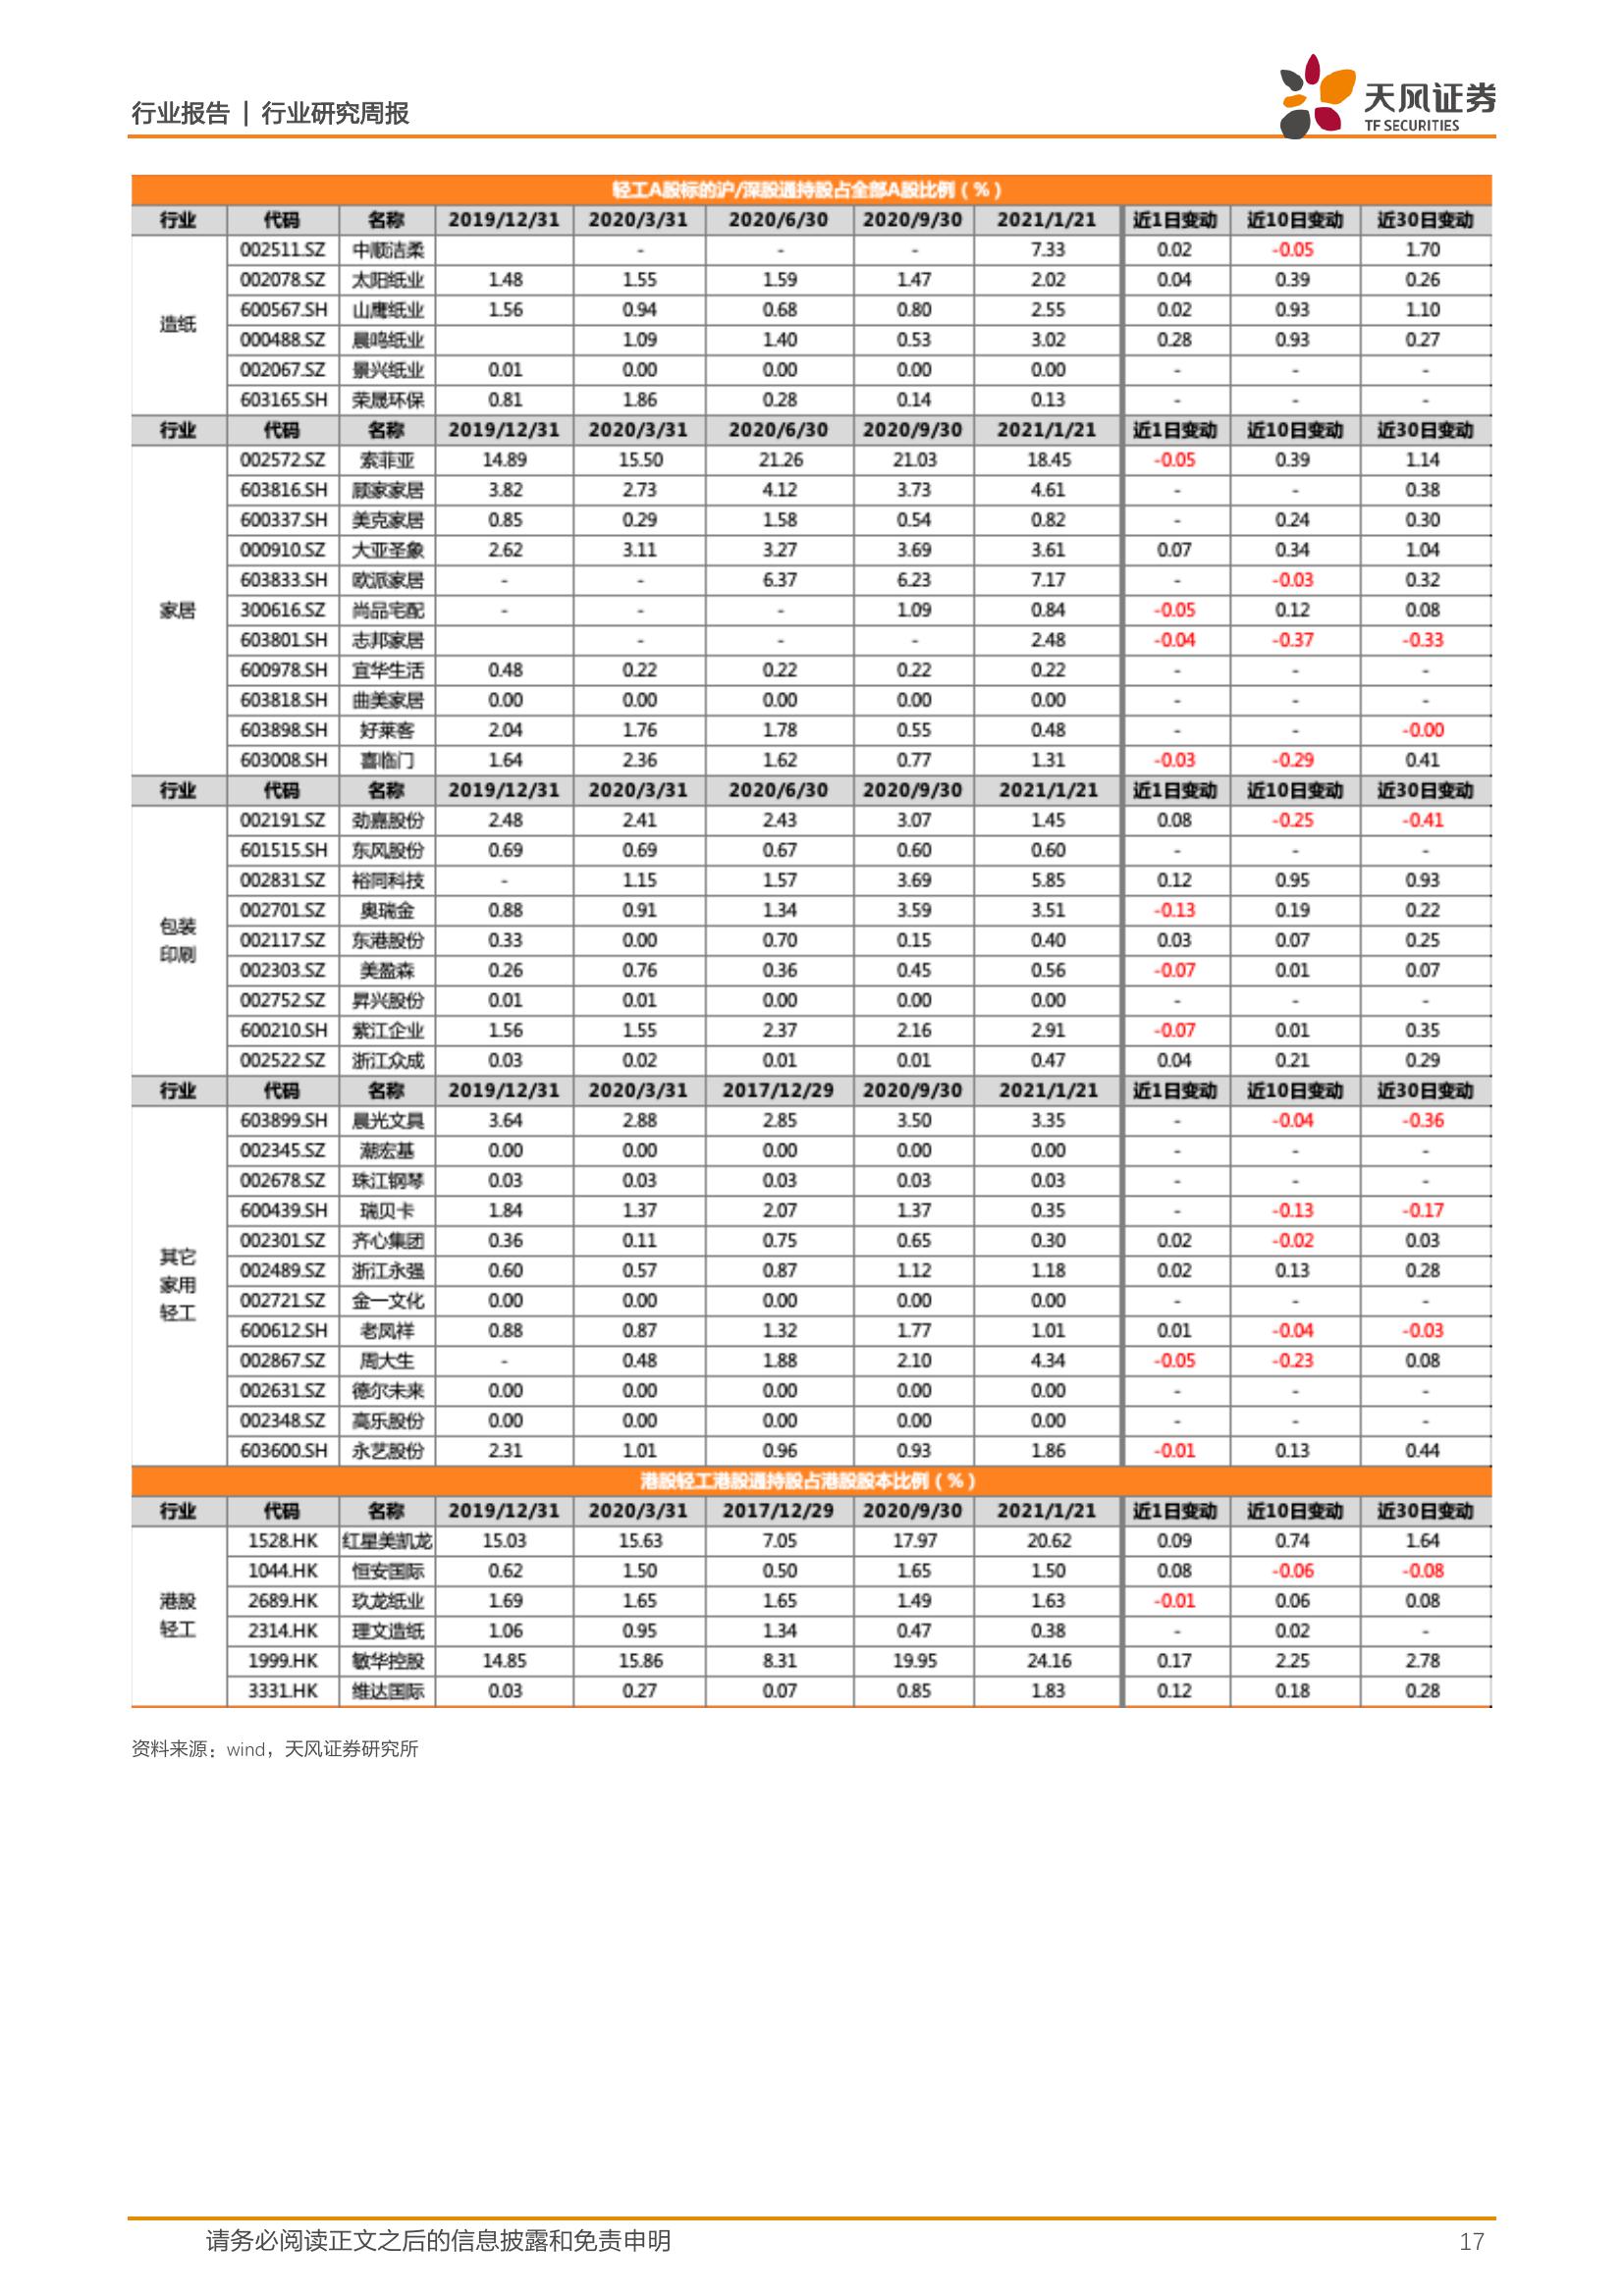 行业报告 | 行业研究周报
天风证券
TF SECURITIES
轻工A股标的沪/深股通持股占全部A股比例（%）
行业 代码 名称 2019/12/31 2020/3/31 2020/6/30 2020/9/30 2021/1/21 近1日变动 近10日变动 近30日变动
造纸
002511.SZ 中顺洁柔 - - - 7.33 0.02 -0.05 1.70
002078.SZ 太阳纸业 1.48 1.55 1.59 1.47 2.02 0.04 0.39 0.26
600567.SH 山鹰纸业 1.56 0.94 0.68 0.80 2.55 0.02 0.93 1.10
000488.SZ 晨鸣纸业 1.09 1.40 0.53 3.02 0.28 0.93 0.27
002067.SZ 景兴纸业 0.01 0.00 0.00 0.00 0.00 - - -
603165.SH 荣晟环保 0.81 1.86 0.28 0.14 0.13 - - -
行业 代码 名称 2019/12/31 2020/3/31 2020/6/30 2020/9/30 2021/1/21 近1日变动 近10日变动 近30日变动
家居
002572.SZ 索菲亚 14.89 15.50 21.26 21.03 18.45 -0.05 0.39 1.14
603816.SH 顾家家居 3.82 2.73 4.12 3.73 4.61 - - 0.38
600337.SH 美克家居 0.85 0.29 1.58 0.54 0.82 - 0.24 0.30
000910.SZ 大亚圣象 2.62 3.11 3.27 3.69 3.61 0.07 0.34 1.04
603833.SH 欧派家居 - - 6.37 6.23 7.17 - -0.03 0.32
300616.SZ 尚品宅配 - - - 1.09 0.84 -0.05 0.12 0.08
603801.SH 志邦家居 - - - 2.48 -0.04 -0.37 -0.33
600978.SH 宜华生活 0.48 0.22 0.22 0.22 0.22 - - -
603818.SH 曲美家居 0.00 0.00 0.00 0.00 0.00 - - -
603898.SH 好莱客 2.04 1.76 1.78 0.55 0.48 - - -0.00
603008.SH 喜临门 1.64 2.36 1.62 0.77 1.31 -0.03 -0.29 0.41
行业 代码 名称 2019/12/31 2020/3/31 2020/6/30 2020/9/30 2021/1/21 近1日变动 近10日变动 近30日变动
包装
印刷
002191.SZ 劲嘉股份 2.48 2.41 2.43 3.07 1.45 0.08 -0.25 -0.41
601515.SH 东风股份 0.69 0.69 0.67 0.60 0.60 - - -
002831.SZ 裕同科技 - 1.15 1.57 3.69 5.85 0.12 0.95 0.93
002701.SZ 奥瑞金 0.88 0.91 1.34 3.59 3.51 -0.13 0.19 0.22
002117.SZ 东港股份 0.33 0.00 0.70 0.15 0.40 0.03 0.07 0.25
002303.SZ 美盈森 0.26 0.76 0.36 0.45 0.56 -0.07 0.01 0.07
002752.SZ 昇兴股份 0.01 0.01 0.00 0.00 0.00 - - -
600210.SH 紫江企业 1.56 1.55 2.37 2.16 2.91 -0.07 0.01 0.35
002522.SZ 浙江众成 0.03 0.02 0.01 0.01 0.47 0.04 0.21 0.29
行业 代码 名称 2019/12/31 2020/3/31 2017/12/29 2020/9/30 2021/1/21 近1日变动 近10日变动 近30日变动
其它
家用
轻工
603899.SH 晨光文具 3.64 2.88 2.85 3.50 3.35 - -0.04 -0.36
002345.SZ 潮宏基 0.00 0.00 0.00 0.00 0.00 - - -
002678.SZ 珠江钢琴 0.03 0.03 0.03 0.03 0.03 - - -
600439.SH 瑞贝卡 1.84 1.37 2.07 1.37 0.35 - -0.13 -0.17
002301.SZ 齐心集团 0.36 0.11 0.75 0.65 0.30 0.02 -0.02 0.03
002489.SZ 浙江永强 0.60 0.57 0.87 1.12 1.18 0.02 0.13 0.28
002721.SZ 金一文化 0.00 0.00 0.00 0.00 0.00 - - -
600612.SH 老凤祥 0.88 0.87 1.32 1.77 1.01 0.01 -0.04 -0.03
002867.SZ 周大生 - 0.48 1.88 2.10 4.34 -0.05 -0.23 0.08
002631.SZ 德尔未来 0.00 0.00 0.00 0.00 0.00 - - -
002348.SZ 高乐股份 0.00 0.00 0.00 0.00 0.00 - - -
603600.SH 永艺股份 2.31 1.01 0.96 0.93 1.86 -0.01 0.13 0.44
港股轻工港股通持股占港股股本比例（%）
行业 代码 名称 2019/12/31 2020/3/31 2017/12/29 2020/9/30 2021/1/21 近1日变动 近10日变动 近30日变动
港股
轻工
1528.HK 红星美凯龙 15.03 15.63 7.05 17.97 20.62 0.09 0.74 1.64
1044.HK 恒安国际 0.62 1.50 0.50 1.65 1.50 0.08 -0.06 -0.08
2689.HK 玖龙纸业 1.69 1.65 1.65 1.49 1.63 -0.01 0.06 0.08
2314.HK 理文造纸 1.06 0.95 1.34 0.47 0.38 - 0.02 -
1999.HK 敏华控股 14.85 15.86 8.31 19.95 24.16 0.17 2.25 2.78
3331.HK 维达国际 0.03 0.27 0.07 0.85 1.83 0.12 0.18 0.28
资料来源：wind，天风证券研究所
请务必阅读正文之后的信息披露和免责申明 17